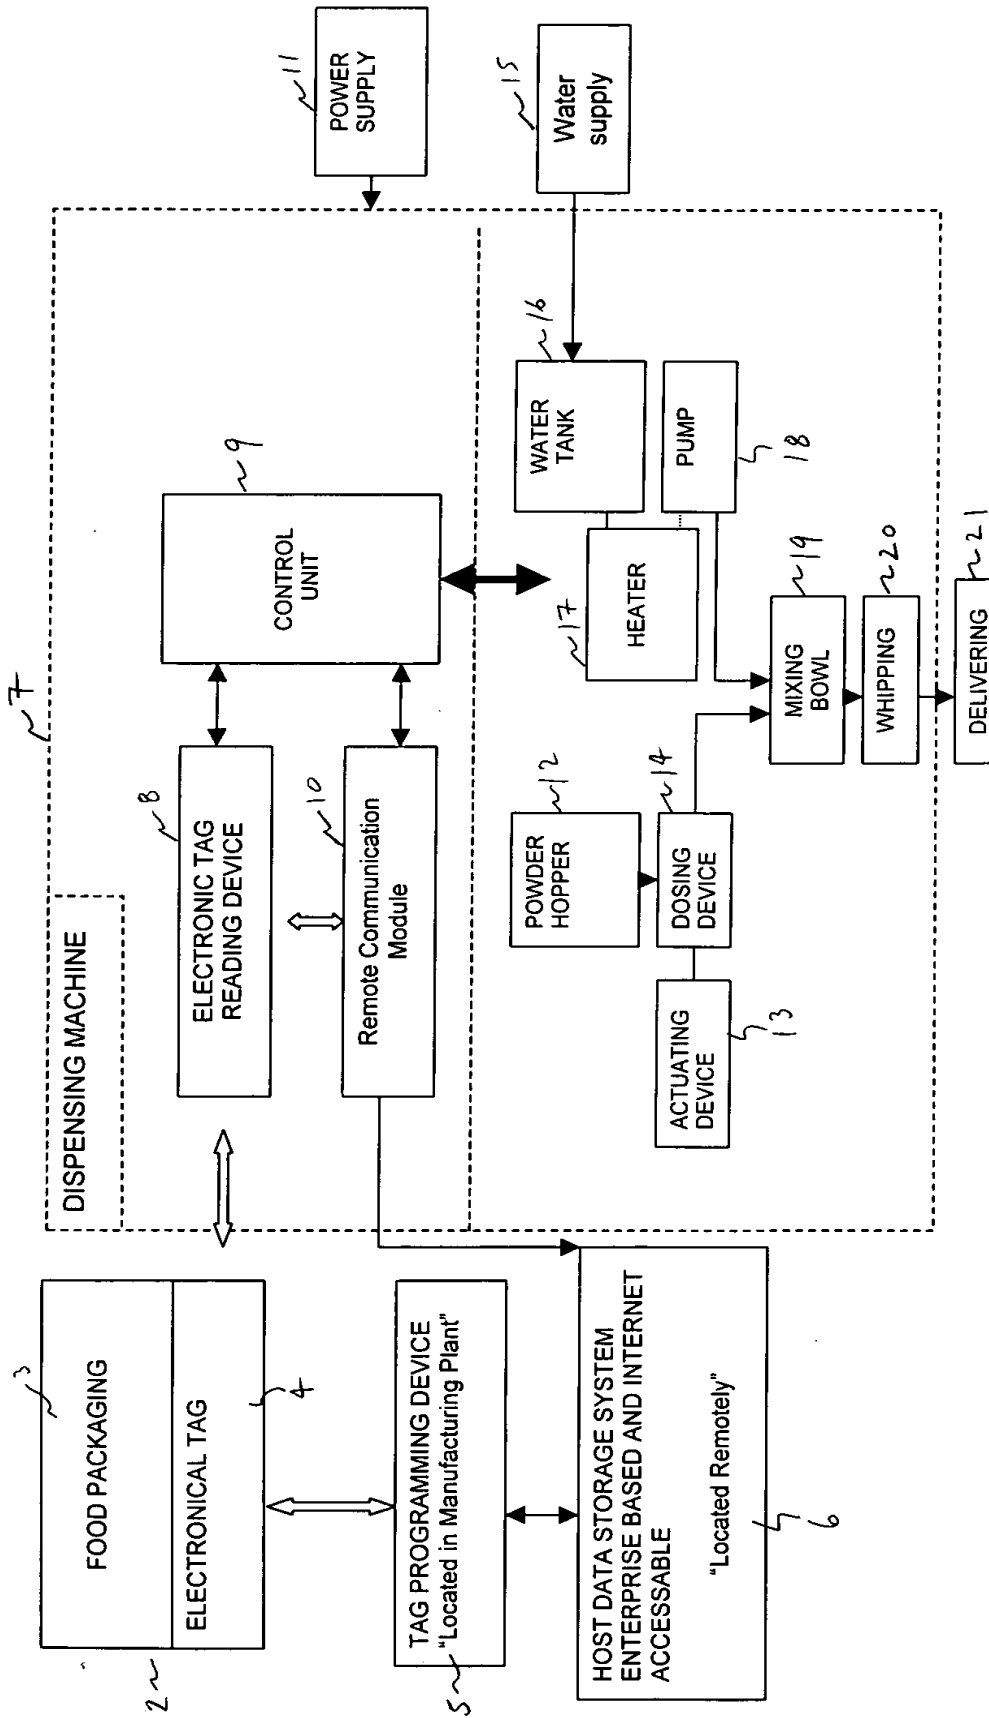 7
DISPENSING MACHINE
3
FOOD PACKAGING
2
ELECTRONICAL TAG
4
8
ELECTRONIC TAG
READING DEVICE
9
CONTROL
UNIT
11
POWER
SUPPLY
5
TAG PROGRAMMING DEVICE
“Located in Manufacturing Plant”
10
Remote Communication
Module
15
Water
supply
HOST DATA STORAGE SYSTEM
ENTERPRISE BASED AND INTERNET
ACCESSABLE
“Located Remotely”
6
12
POWDER
HOPPER
16
WATER
TANK
17
HEATER
PUMP
18
14
DOSING
DEVICE
ACTUATING
DEVICE
13
19
MIXING
BOWL
20
WHIPPING
21
DELIVERING